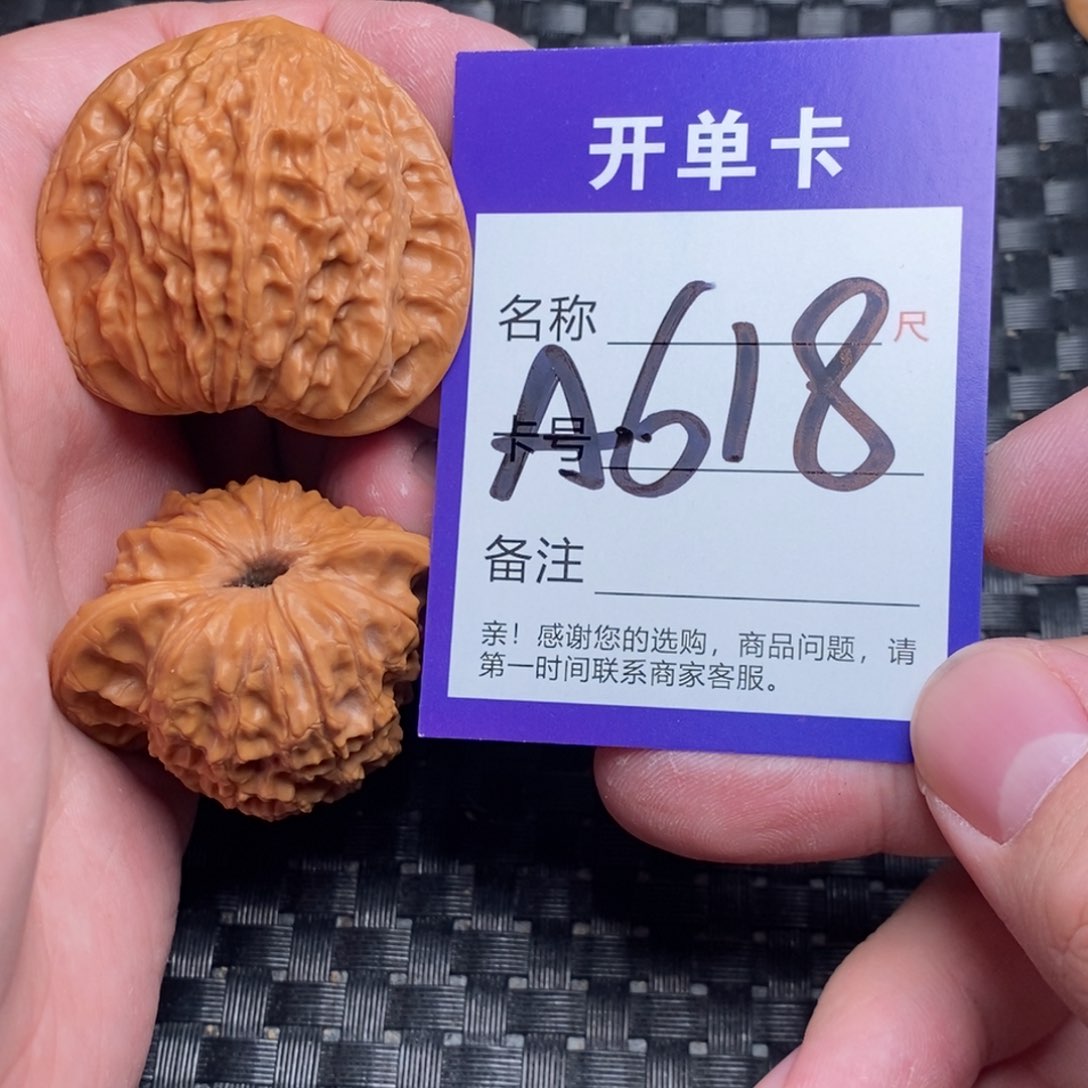 开单卡
名称 尺
A618
卡号
备注
亲！感谢您的选购，商品问题，请
第一时间联系商家客服。